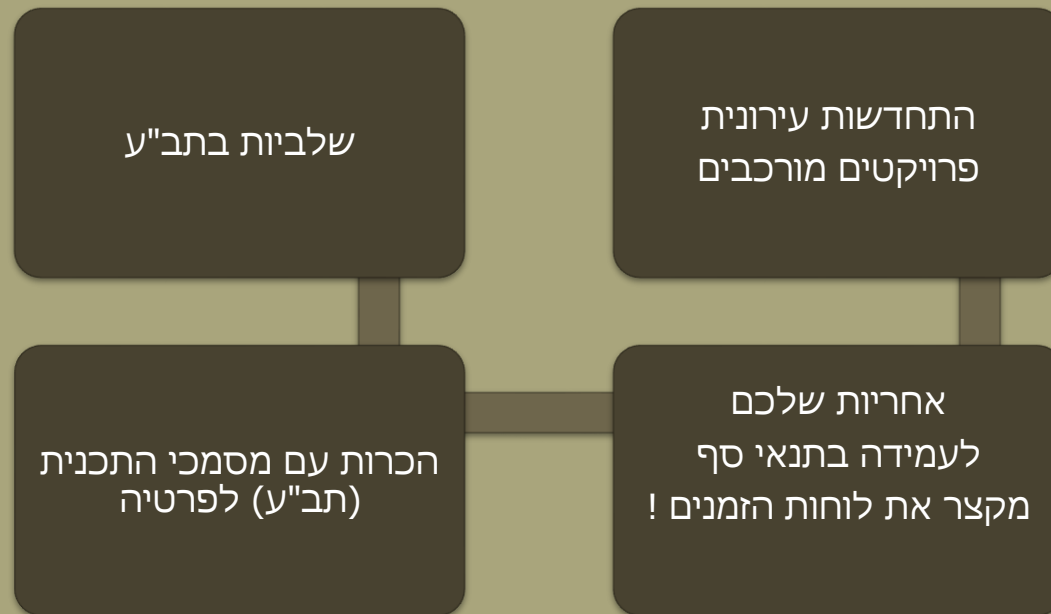 התחדשות עירונית
פרויקטים מורכבים
אחריות שלכם
לעמידה בתנאי סף
מקצר את לוחות הזמנים !
הכרות עם מסמכי התכנית
(תב"ע) לפרטיה
שלביות בתב"ע